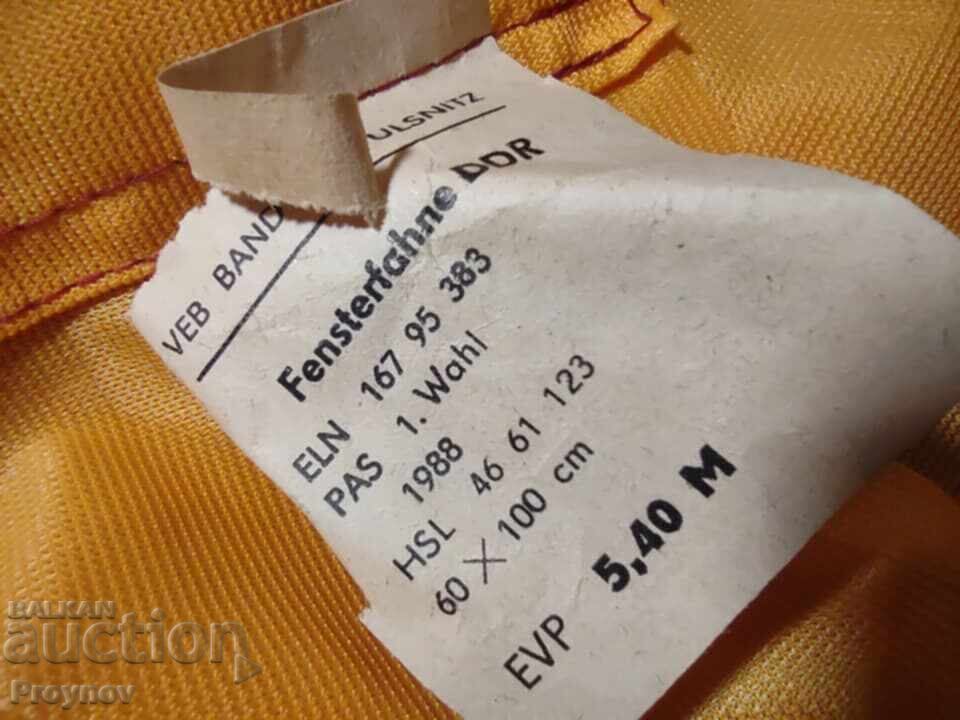 VEB BAND ULSNITZ
Fensterfahne DDR
ELN 167 95 383
PAS 1. Wahl
1988
HSL 46 61 123
60 X 100 cm
EVP 5,40 M
BALKAN
auction
Proynov